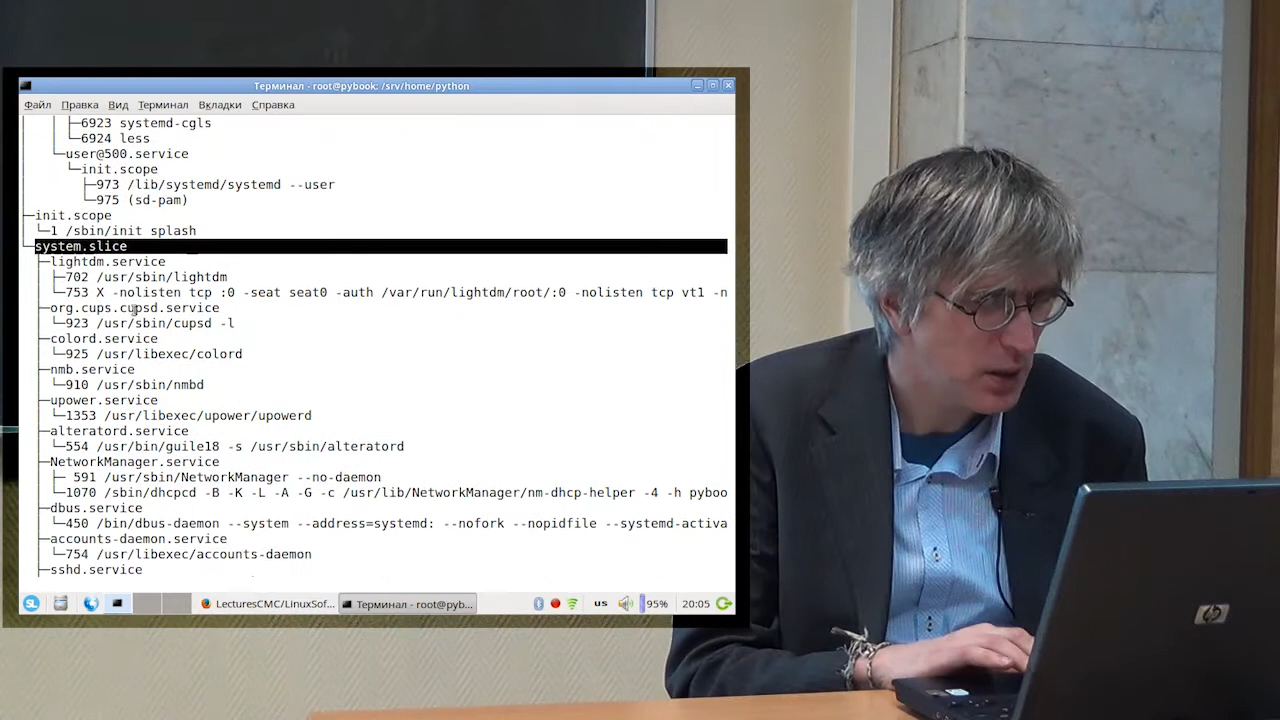 Терминал - root@pybook: /srv/home/python
Файл Правка Вид Терминал Вкладки Справка
│ │ ├─6923 systemd-cgls
│ │ └─6924 less
│ └─user@500.service
│   └─init.scope
│     ├─973 /lib/systemd/systemd --user
│     └─975 (sd-pam)
├─init.scope
│ └─1 /sbin/init splash
└─system.slice
├─lightdm.service
│ ├─702 /usr/sbin/lightdm
│ └─753 X -nolisten tcp :0 -seat seat0 -auth /var/run/lightdm/root/:0 -nolisten tcp vt1 -n
├─org.cups.cupsd.service
│ └─923 /usr/sbin/cupsd -l
├─colord.service
│ └─925 /usr/libexec/colord
├─nmb.service
│ └─910 /usr/sbin/nmbd
├─upower.service
│ └─1353 /usr/libexec/upower/upowerd
├─alteratord.service
│ └─554 /usr/bin/guile18 -s /usr/sbin/alteratord
├─NetworkManager.service
│ ├─ 591 /usr/sbin/NetworkManager --no-daemon
│ └─1070 /sbin/dhcpcd -B -K -L -A -G -c /usr/lib/NetworkManager/nm-dhcp-helper -4 -h pyboo
├─dbus.service
│ └─450 /bin/dbus-daemon --system --address=systemd: --nofork --nopidfile --systemd-activa
├─accounts-daemon.service
│ └─754 /usr/libexec/accounts-daemon
├─sshd.service
SL LecturesCMC/LinuxSof... Терминал - root@pyb... us 95% 20:05
hp